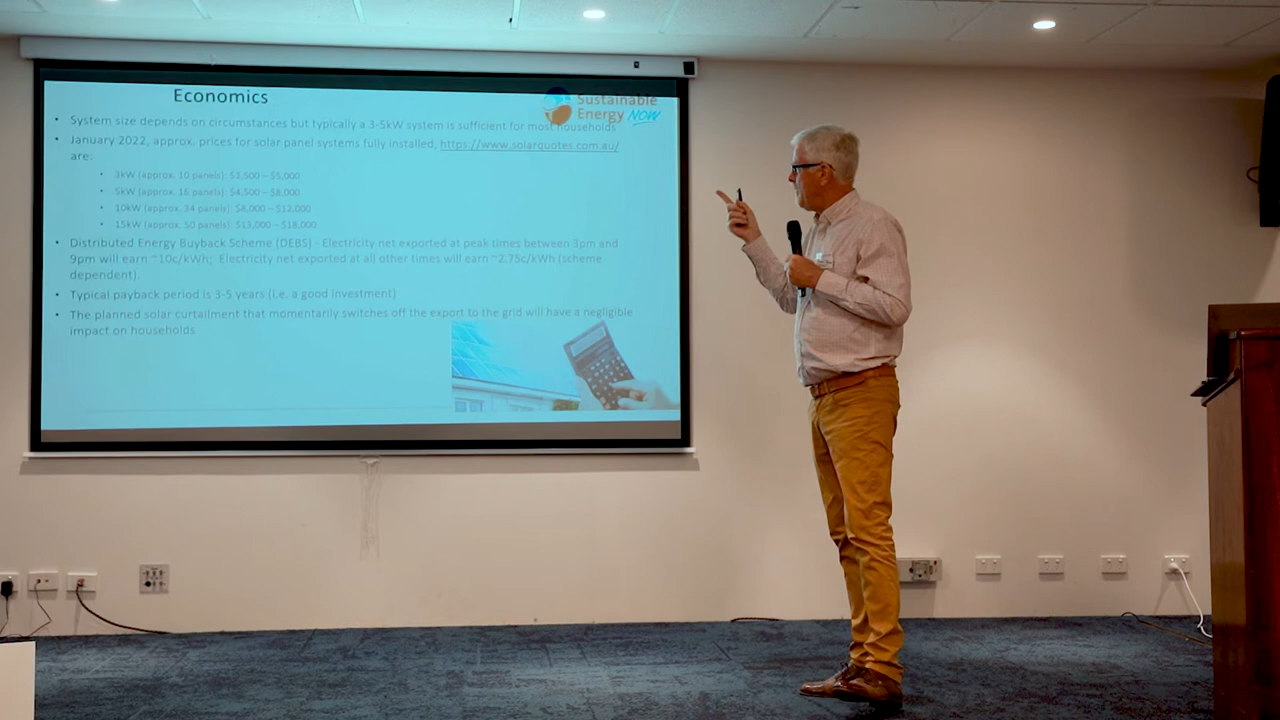 Economics
Sustainable
Energy NOW
• System size depends on circumstances but typically a 3-5kW system is sufficient for most households
• January 2022, approx. prices for solar panel systems fully installed, https://www.solarquotes.com.au/
are:
• 3kW (approx. 10 panels): $3,500 – $5,000
• 5kW (approx. 16 panels): $4,500 – $8,000
• 10kW (approx. 34 panels): $8,000 – $12,000
• 15kW (approx. 50 panels): $13,000 – $18,000
• Distributed Energy Buyback Scheme (DEBS) - Electricity net exported at peak times between 3pm and
9pm will earn ~10c/kWh; Electricity net exported at all other times will earn ~2.75c/kWh (scheme
dependent).
• Typical payback period is 3-5 years (i.e. a good investment)
• The planned solar curtailment that momentarily switches off the export to the grid will have a negligible
impact on households